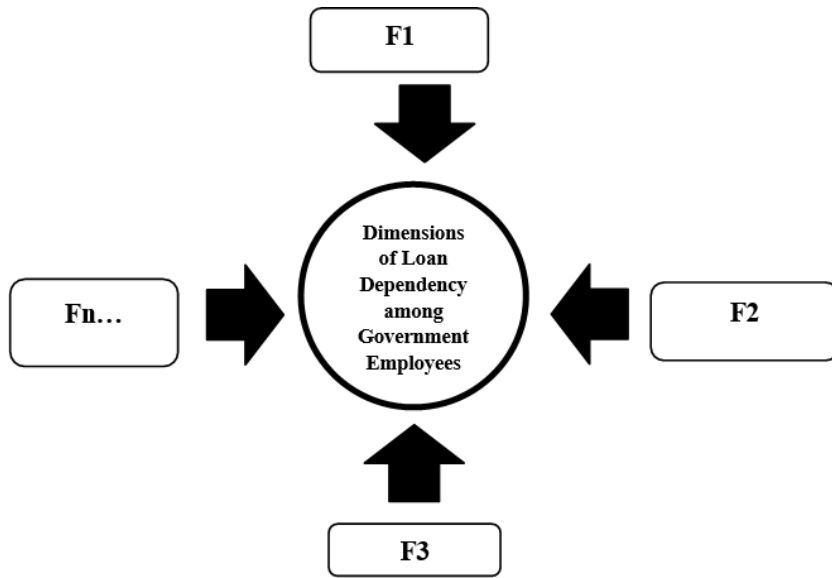 F1
Dimensions
of Loan
Dependency
among
Government
Employees
Fn…
F2
F3